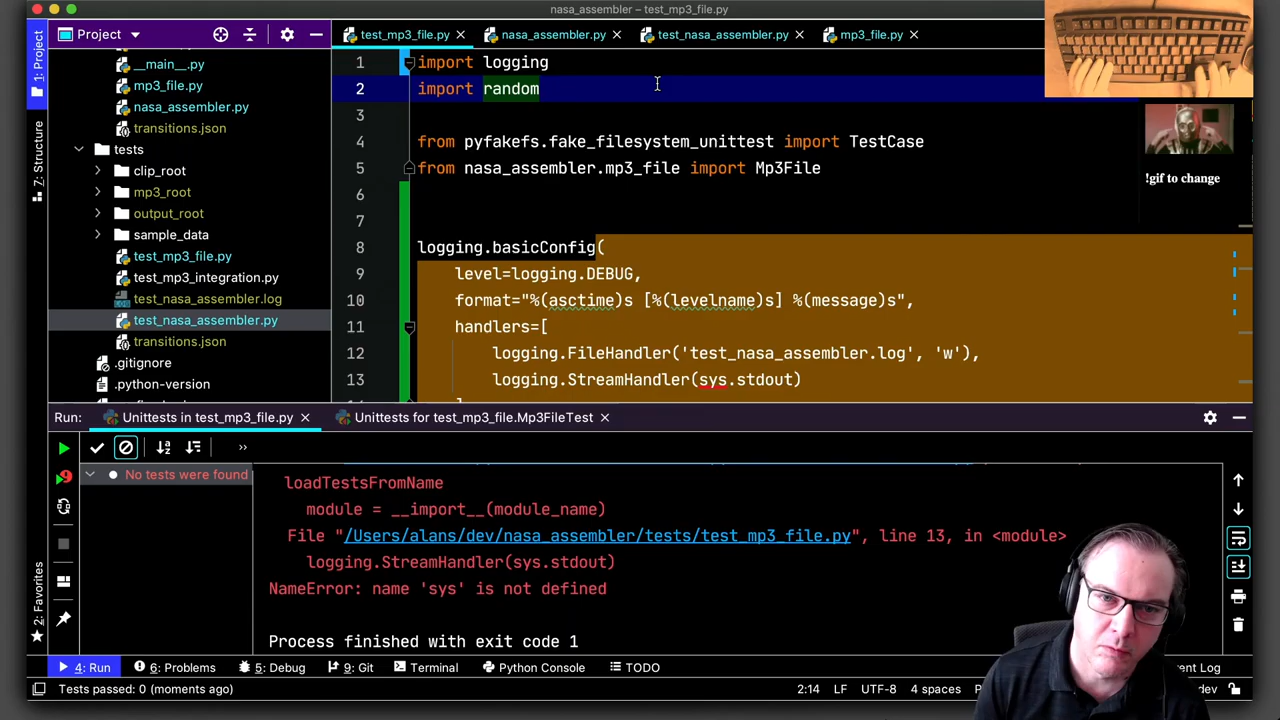 nasa_assembler – test_mp3_file.py
Project
test_mp3_file.py
nasa_assembler.py
test_nasa_assembler.py
mp3_file.py
1: Project
7: Structure
2: Favorites
__main__.py
mp3_file.py
nasa_assembler.py
transitions.json
tests
clip_root
mp3_root
output_root
sample_data
test_mp3_file.py
test_mp3_integration.py
test_nasa_assembler.log
test_nasa_assembler.py
transitions.json
.gitignore
.python-version
1 import logging
2 import random
3
4 from pyfakefs.fake_filesystem_unittest import TestCase
5 from nasa_assembler.mp3_file import Mp3File
6
7
8 logging.basicConfig(
9 level=logging.DEBUG,
10 format="%(asctime)s [%(levelname)s] %(message)s",
11 handlers=[
12 logging.FileHandler('test_nasa_assembler.log', 'w'),
13 logging.StreamHandler(sys.stdout)
!gif to change
Run:
Unittests in test_mp3_file.py
Unittests for test_mp3_file.Mp3FileTest
No tests were found
loadTestsFromName
module = __import__(module_name)
File "/Users/alans/dev/nasa_assembler/tests/test_mp3_file.py", line 13, in <module>
logging.StreamHandler(sys.stdout)
NameError: name 'sys' is not defined
Process finished with exit code 1
4: Run
6: Problems
5: Debug
9: Git
Terminal
Python Console
TODO
Log
Tests passed: 0 (moments ago)
2:14
LF
UTF-8
4 spaces